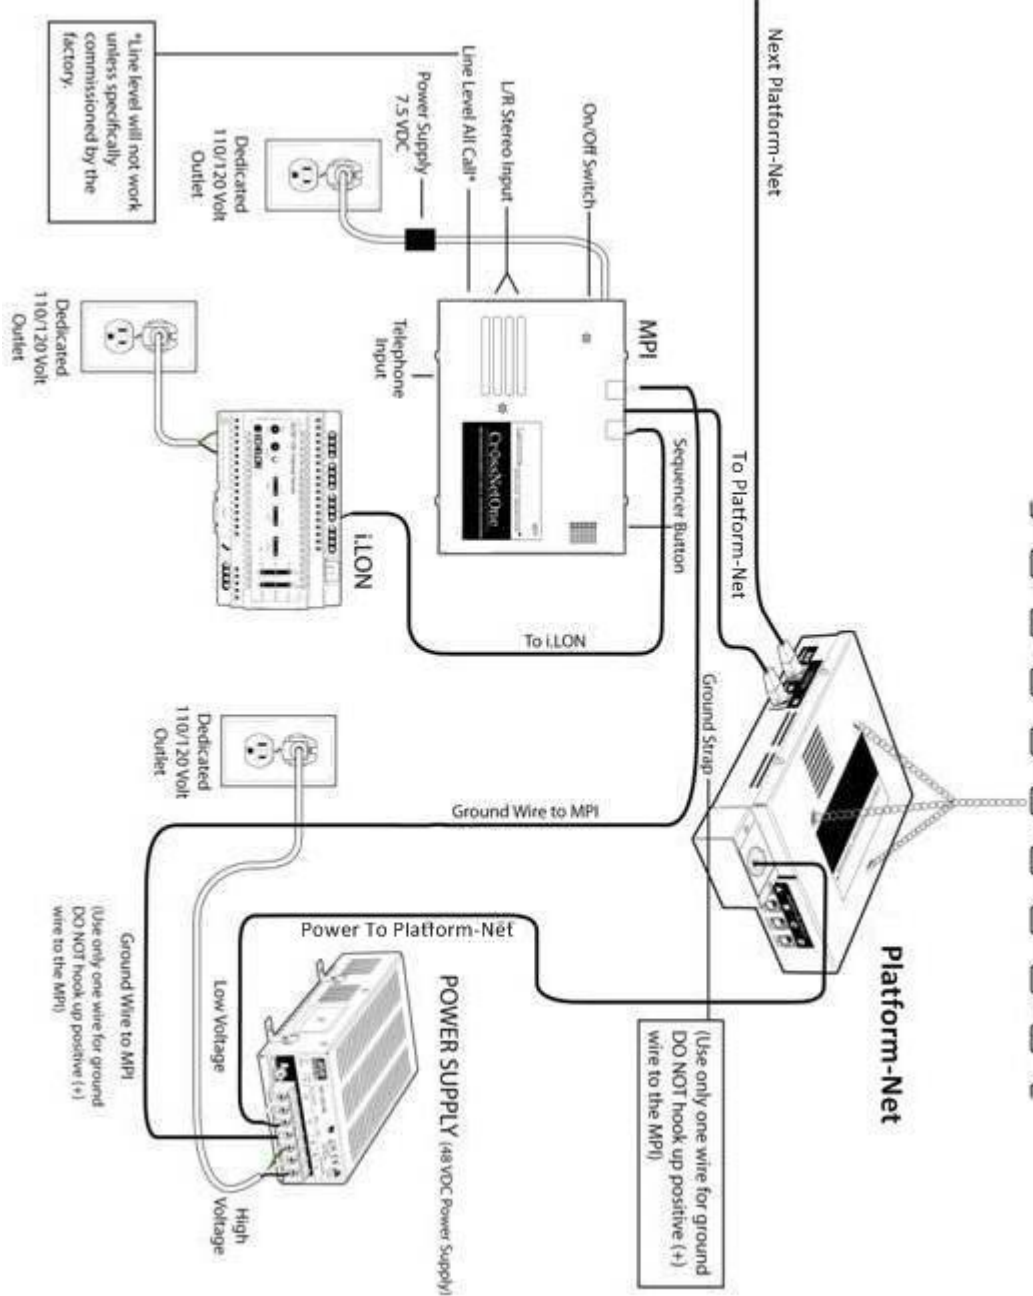 Next Platform-Net
Platform-Net
To Platform-Net
Ground Strap
(Use only one wire for ground
DO NOT hook up positive (+)
wire to the MPI)
MPI
On/Off Switch
L/R Stereo Input
Line Level All Call*
Power Supply
7.5 VDC
Telephone
Input
Sequencer Button
CrossNetOne
Dedicated
110/120 Volt
Outlet
*Line level will not work
unless specifically
commissioned by the
factory.
i.LON
ECHELON
To i.LON
Dedicated
110/120 Volt
Outlet
Ground Wire to MPI
Power To Platform-Net
POWER SUPPLY (48 VDC Power Supply)
Dedicated
110/120 Volt
Outlet
Low Voltage
High
Voltage
Ground Wire to MPI
(Use only one wire for ground
DO NOT hook up positive (+)
wire to the MPI)